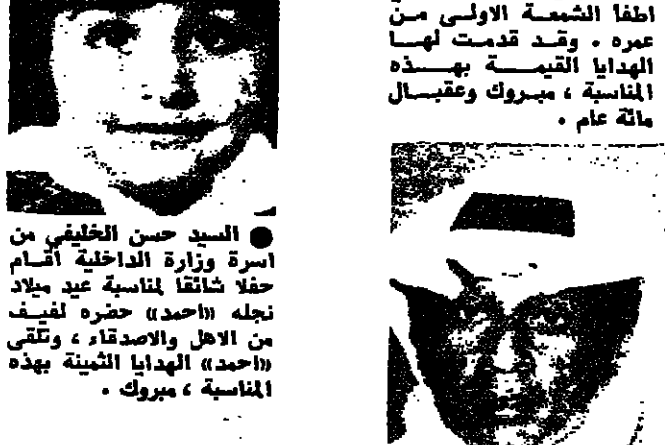 اطفأ الشمعة الاولى من
عمره . وقد قدمت لها
الهدايا القيمة بهذه
المناسبة ، مبروك وعقبال
مائة عام .
● السيد حسن الخليفي من
اسرة وزارة الداخلية أقام
حفلا شائقا لمناسبة عيد ميلاد
نجله «احمد» حضره لفيف
من الاهل والاصدقاء ، وتلقى
«احمد» الهدايا الثمينة بهذه
المناسبة ، مبروك .